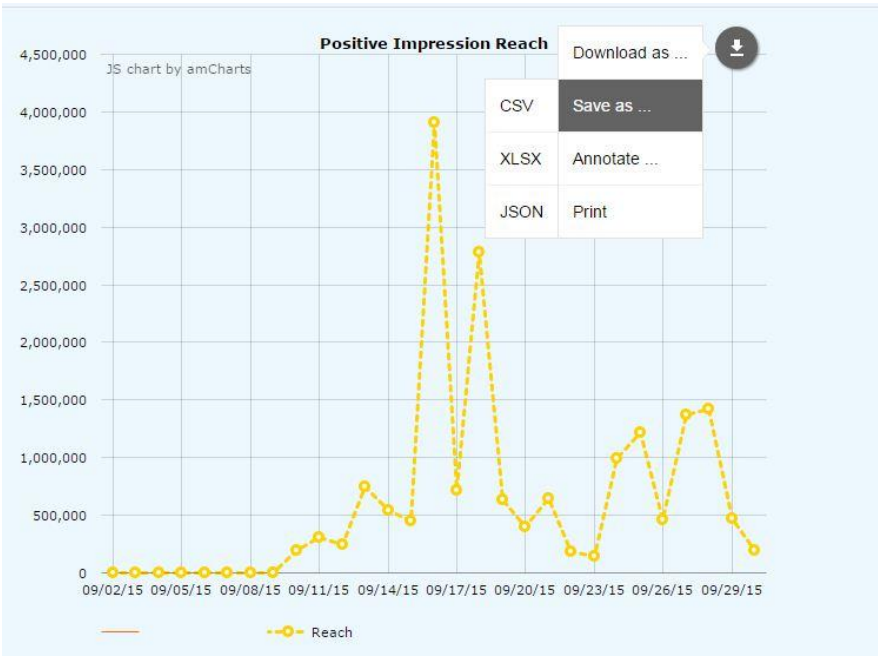 Positive Impression Reach
JS chart by amCharts
Download as ...
Save as ...
Annotate ...
Print
CSV
XLSX
JSON
4,500,000
4,000,000
3,500,000
3,000,000
2,500,000
2,000,000
1,500,000
1,000,000
500,000
0
09/02/15 09/05/15 09/08/15 09/11/15 09/14/15 09/17/15 09/20/15 09/23/15 09/26/15 09/29/15
Reach